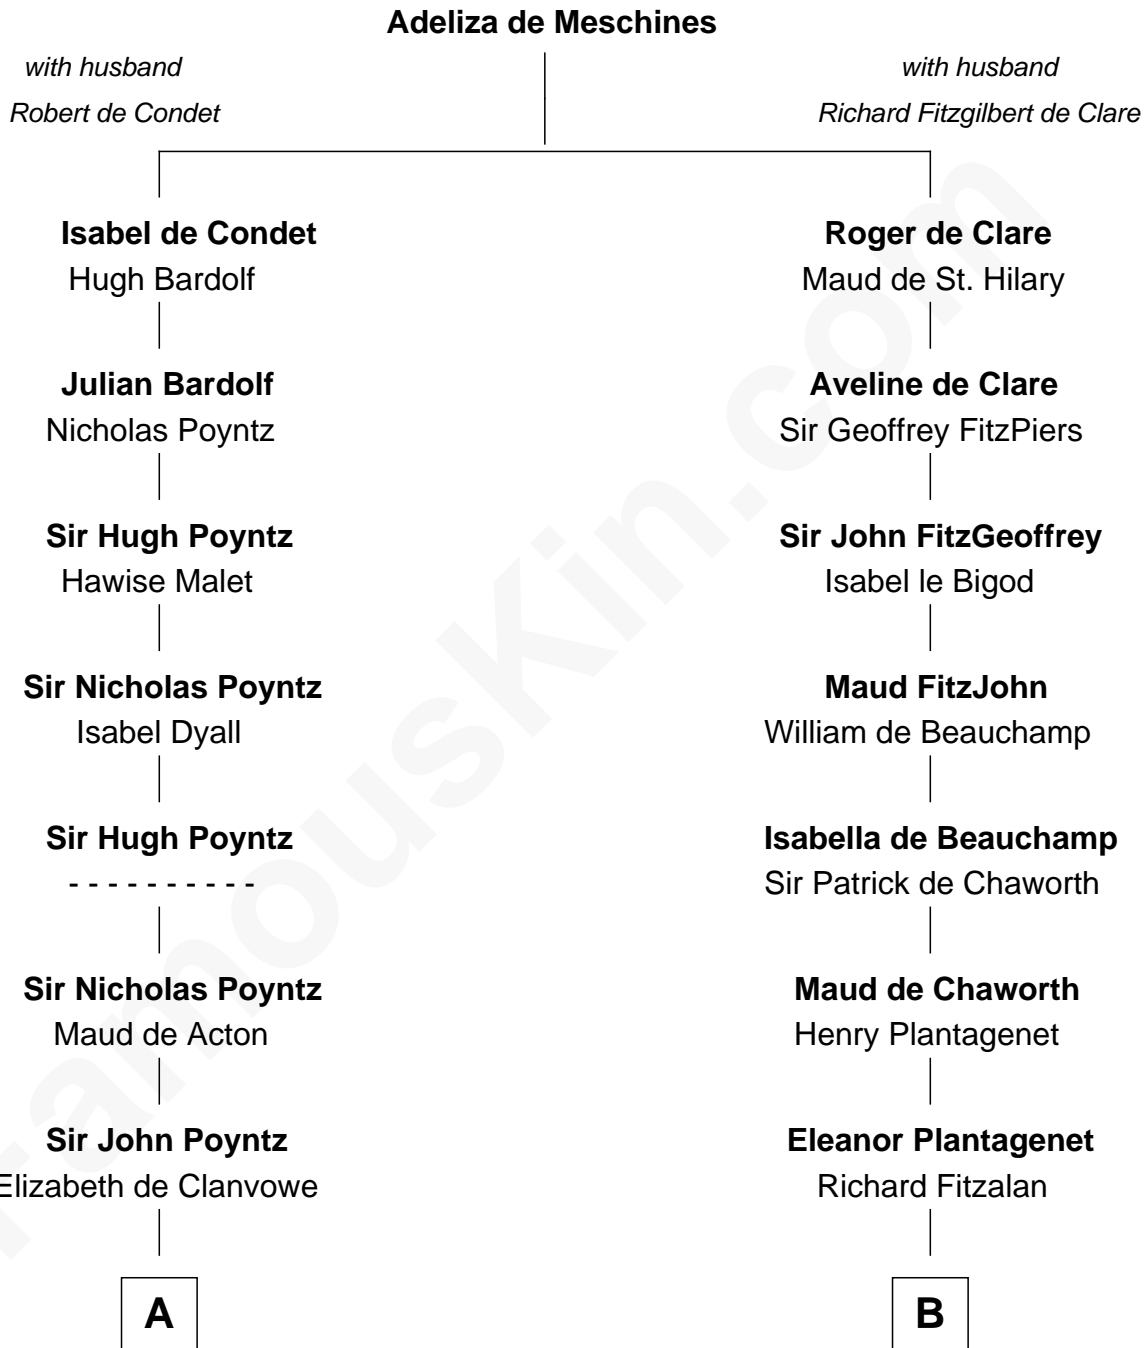 Adeliza de Meschines
with husband
Robert de Condet
with husband
Richard Fitzgilbert de Clare
Isabel de Condet
Hugh Bardolf
Roger de Clare
Maud de St. Hilary
Julian Bardolf
Nicholas Poyntz
Aveline de Clare
Sir Geoffrey FitzPiers
Sir Hugh Poyntz
Hawise Malet
Sir John FitzGeoffrey
Isabel le Bigod
Sir Nicholas Poyntz
Isabel Dyall
Maud FitzJohn
William de Beauchamp
Sir Hugh Poyntz
- - - - - - - - - -
Isabella de Beauchamp
Sir Patrick de Chaworth
Sir Nicholas Poyntz
Maud de Acton
Maud de Chaworth
Henry Plantagenet
Sir John Poyntz
Elizabeth de Clanvowe
Eleanor Plantagenet
Richard Fitzalan
A
B
FamousKin.com